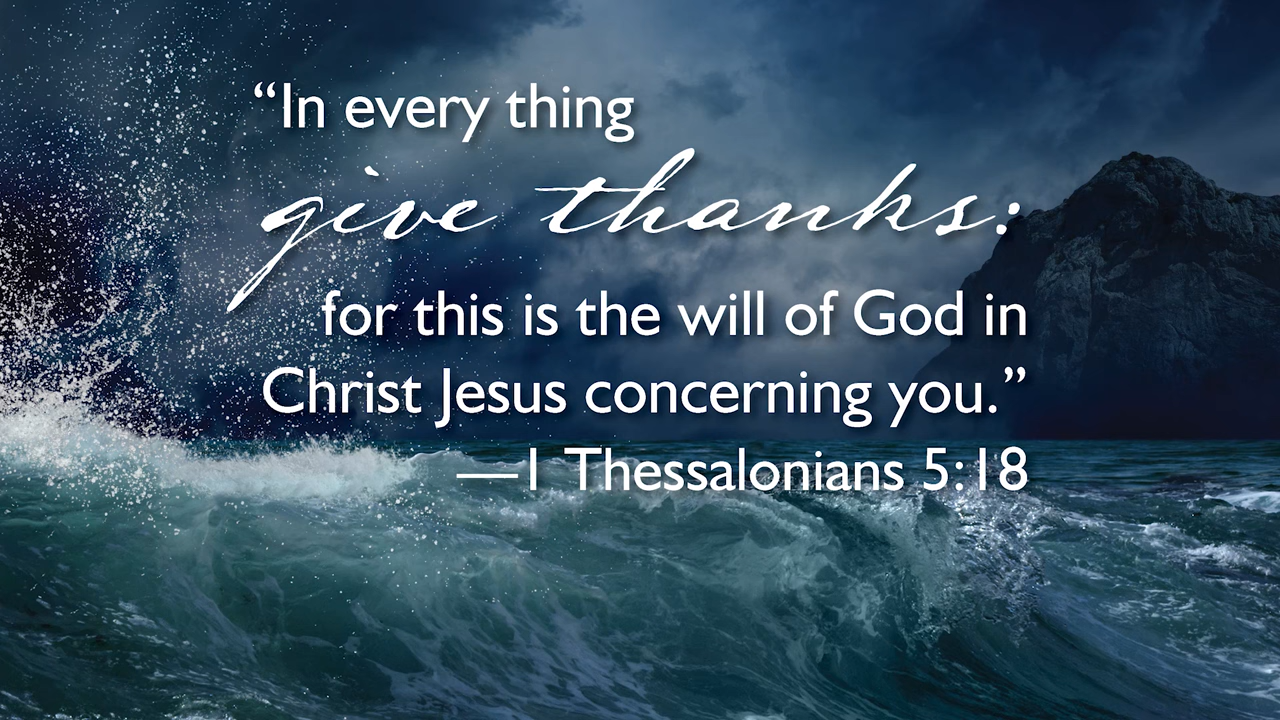 “In every thing
give thanks:
for this is the will of God in
Christ Jesus concerning you.”
—1 Thessalonians 5:18